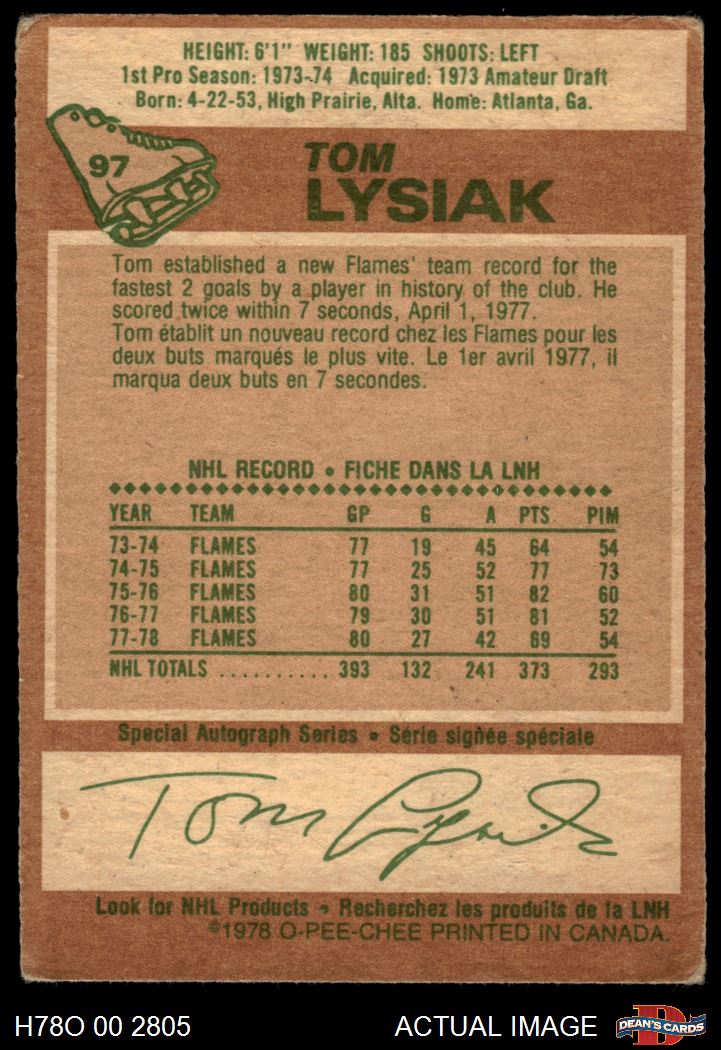 HEIGHT: 6'1" WEIGHT: 185 SHOOTS: LEFT
1st Pro Season: 1973-74 Acquired: 1973 Amateur Draft
Born: 4-22-53, High Prairie, Alta. Home: Atlanta, Ga.
97
TOM
LYSIAK
Tom established a new Flames' team record for the
fastest 2 goals by a player in history of the club. He
scored twice within 7 seconds, April 1, 1977.
Tom établit un nouveau record chez les Flames pour les
deux buts marqués le plus vite. Le 1er avril 1977, il
marqua deux buts en 7 secondes.
NHL RECORD • FICHE DANS LA LNH
YEAR TEAM GP G A PTS PIM
73-74 FLAMES 77 19 45 64 54
74-75 FLAMES 77 25 52 77 73
75-76 FLAMES 80 31 51 82 60
76-77 FLAMES 79 30 51 81 52
77-78 FLAMES 80 27 42 69 54
NHL TOTALS .......... 393 132 241 373 293
Special Autograph Series • Série signée spéciale
Tom Lysiak
Look for NHL Products • Recherchez les produits de la LNH
©1978 O-PEE-CHEE PRINTED IN CANADA.
H78O 00 2805 ACTUAL IMAGE DEAN'S CARDS